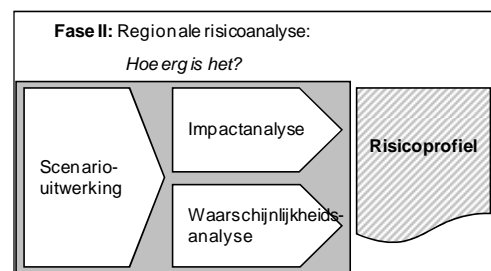 Fase II: Regionale risicoanalyse:
Hoe erg is het?
Scenario-
uitwerking
Impactanalyse
Waarschijnlijkheids-
analyse
Risicoprofiel